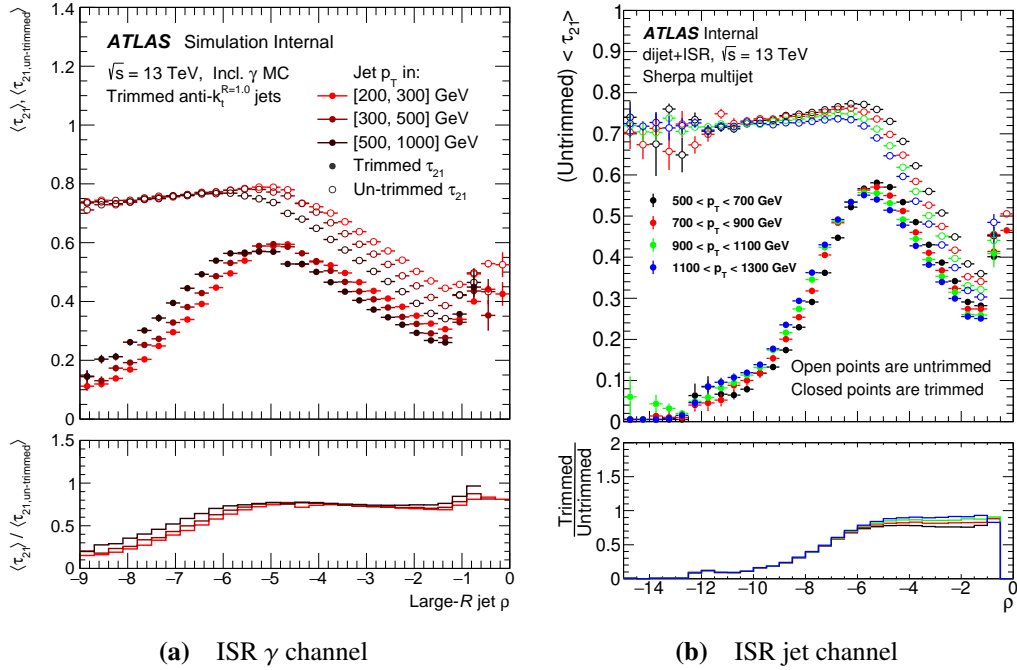 ⟨τ₂₁⟩, ⟨τ₂₁,un-trimmed⟩
1.4
1.2
1
0.8
0.6
0.4
0.2
0
ATLAS Simulation Internal
√s = 13 TeV, Incl. γ MC
Trimmed anti-k_t^{R=1.0} jets
Jet p_T in:
[200, 300] GeV
[300, 500] GeV
[500, 1000] GeV
Trimmed τ₂₁
Un-trimmed τ₂₁
⟨τ₂₁⟩ / ⟨τ₂₁,un-trimmed⟩
1.5
1
0.5
0
−9 −8 −7 −6 −5 −4 −3 −2 −1 0
Large-R jet ρ
(a) ISR γ channel
(Untrimmed) < τ₂₁>
1
0.9
0.8
0.7
0.6
0.5
0.4
0.3
0.2
0.1
0
ATLAS Internal
dijet+ISR, √s = 13 TeV
Sherpa multijet
500 < p_T < 700 GeV
700 < p_T < 900 GeV
900 < p_T < 1100 GeV
1100 < p_T < 1300 GeV
Open points are untrimmed
Closed points are trimmed
Trimmed
Untrimmed
2
1.5
1
0.5
0
−14 −12 −10 −8 −6 −4 −2 0
ρ
(b) ISR jet channel